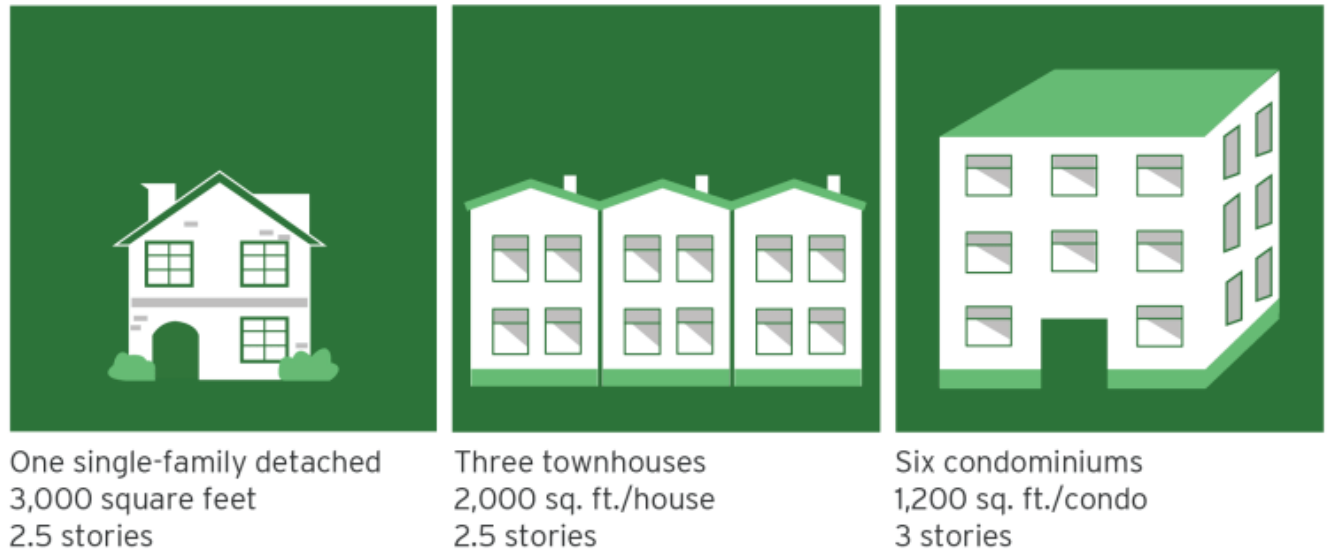 One single-family detached
3,000 square feet
2.5 stories
Three townhouses
2,000 sq. ft./house
2.5 stories
Six condominiums
1,200 sq. ft./condo
3 stories